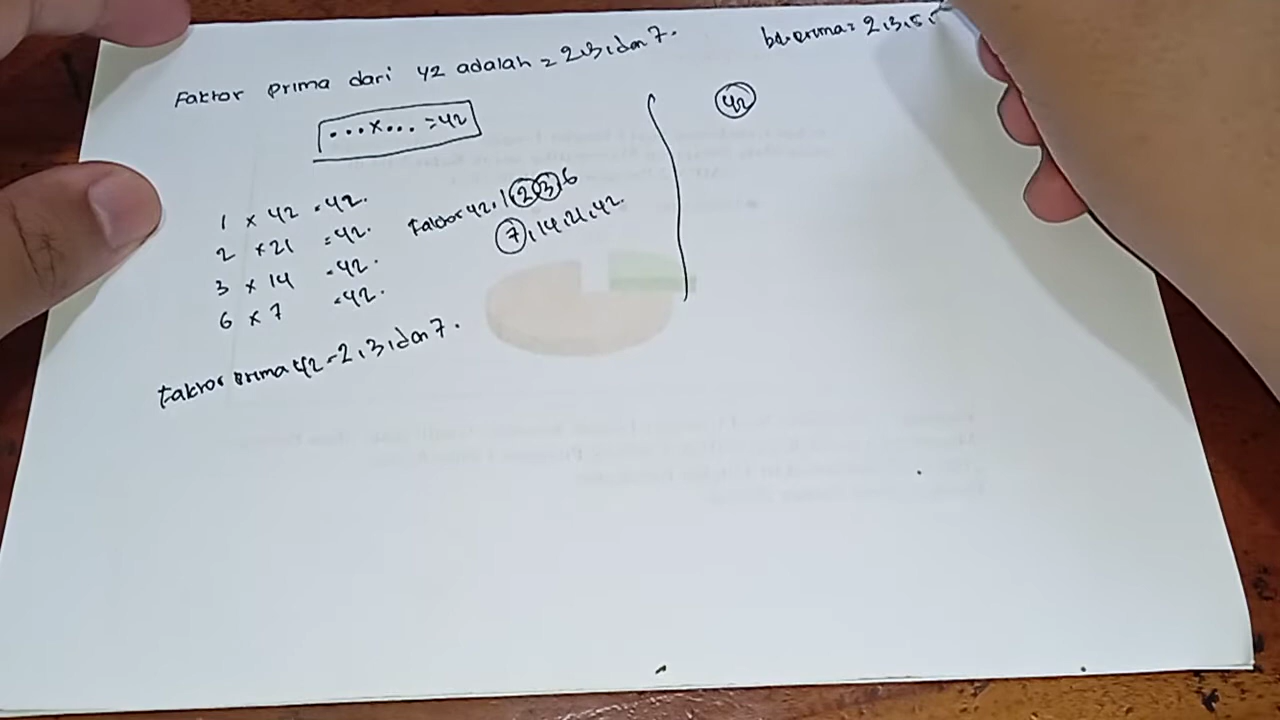 Faktor prima dari 42 adalah = 2,3, dan 7.
...x... = 42
1 x 42 = 42.
2 x 21 = 42.
3 x 14 = 42.
6 x 7 = 42.
Faktor 42. 1 2 3, 6
7, 14, 21, 42.
Faktor prima 42 = 2, 3, dan 7.
prima = 2,3,5,
42